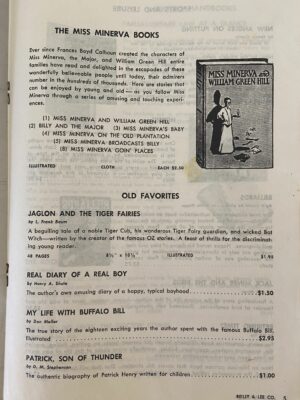 THE MISS MINERVA BOOKS
Ever since Frances Boyd Calhoun created the characters of
Miss Minerva, the Major, and William Green Hill entire
families have read and delighted in the escapades of these
wonderfully believable people until today, their admirers
number in the hundreds of thousands. Here are stories that
can be enjoyed by young and old — as you follow Miss
Minerva through a series of amusing and touching experi-
ences.
(1) MISS MINERVA AND WILLIAM GREEN HILL
(2) BILLY AND THE MAJOR (3) MISS MINERVA'S BABY
(4) MISS MINERVA ON THE OLD PLANTATION
(5) MISS MINERVA BROADCASTS BILLY
(6) MISS MINERVA GOIN' PLACES
ILLUSTRATED CLOTH EACH $2.50
MISS MINERVA AND
WILLIAM GREEN HILL
OLD FAVORITES
JAGLON AND THE TIGER FAIRIES
by L. Frank Baum
A beguiling tale of a noble Tiger Cub, his wonderous Tiger Fairy guardian, and wicked Bat
Witch—written by the creator of the famous OZ stories. A feast of thrills for the discriminat-
ing young reader.
48 PAGES ILLUSTRATED $1.95
REAL DIARY OF A REAL BOY
by Henry A. Shute
The author's own amusing diary of a happy, typical boyhood. $1.50
MY LIFE WITH BUFFALO BILL
by Dan Muller
The true story of the eighteen exciting years the author spent with the famous Buffalo Bill.
Illustrated $2.95
PATRICK, SON OF THUNDER
by D. M. Stephenson
The authentic biography of Patrick Henry written for children. $1.00
REILLY & LEE CO. 5